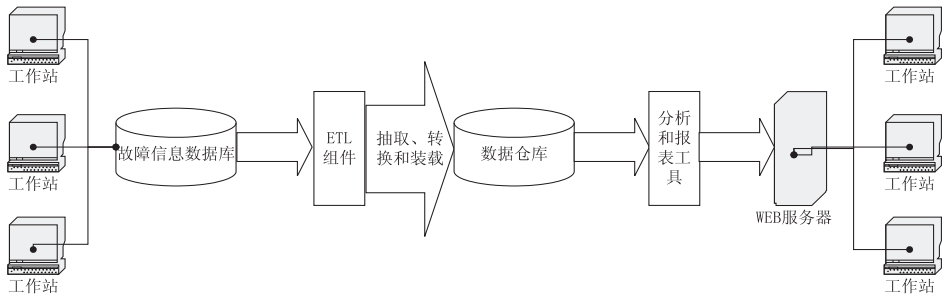 工作站
工作站
工作站
故障信息数据库
ETL
组件
抽取、转
换和装载
数据仓库
分析
和报
表工
具
WEB服务器
工作站
工作站
工作站